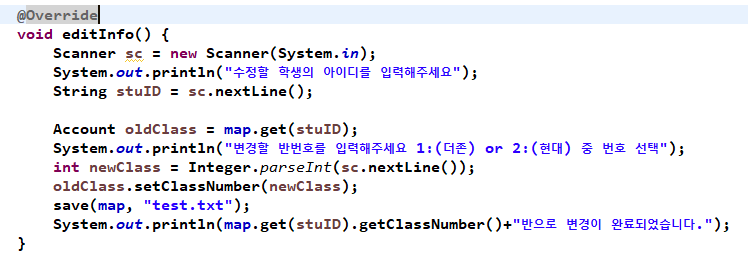 @Override
void editInfo() {
    Scanner sc = new Scanner(System.in);
    System.out.println("수정할 학생의 아이디를 입력해주세요");
    String stuID = sc.nextLine();

    Account oldClass = map.get(stuID);
    System.out.println("변경할 반번호를 입력해주세요 1:(더존) or 2:(현대) 중 번호 선택");
    int newClass = Integer.parseInt(sc.nextLine());
    oldClass.setClassNumber(newClass);
    save(map, "test.txt");
    System.out.println(map.get(stuID).getClassNumber()+"반으로 변경이 완료되었습니다.");
}